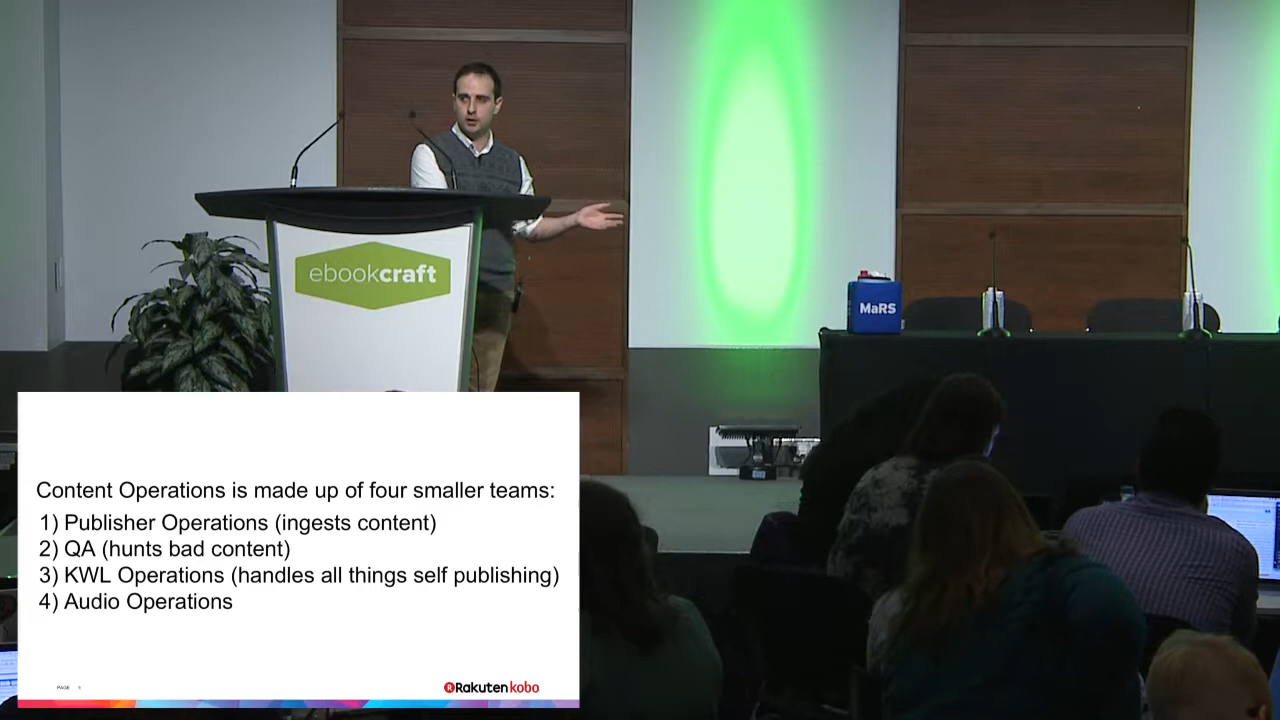 ebookcraft
MaRS
Content Operations is made up of four smaller teams:
1) Publisher Operations (ingests content)
2) QA (hunts bad content)
3) KWL Operations (handles all things self publishing)
4) Audio Operations
PAGE
Rakuten kobo